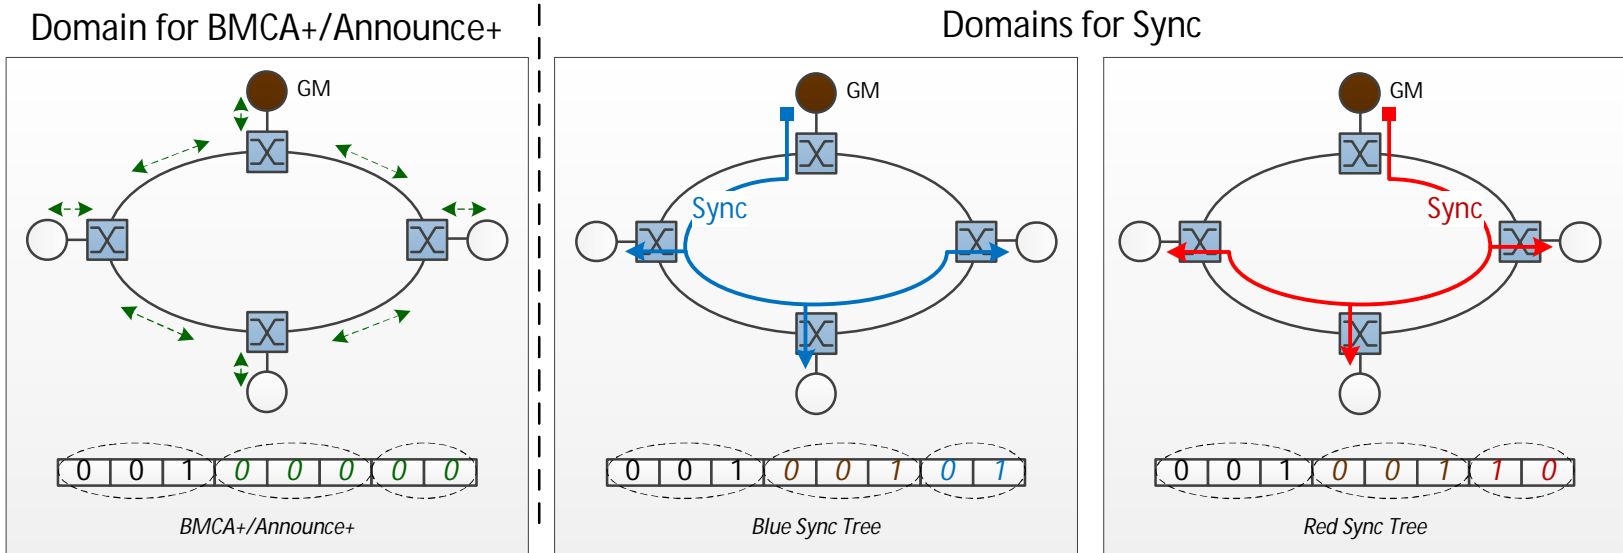 Domain for BMCA+/Announce+
Domains for Sync
GM
GM
GM
Sync
Sync
0 0 1 0 0 0 0 0
0 0 1 0 0 1 0 1
0 0 1 0 0 1 1 0
BMCA+/Announce+
Blue Sync Tree
Red Sync Tree